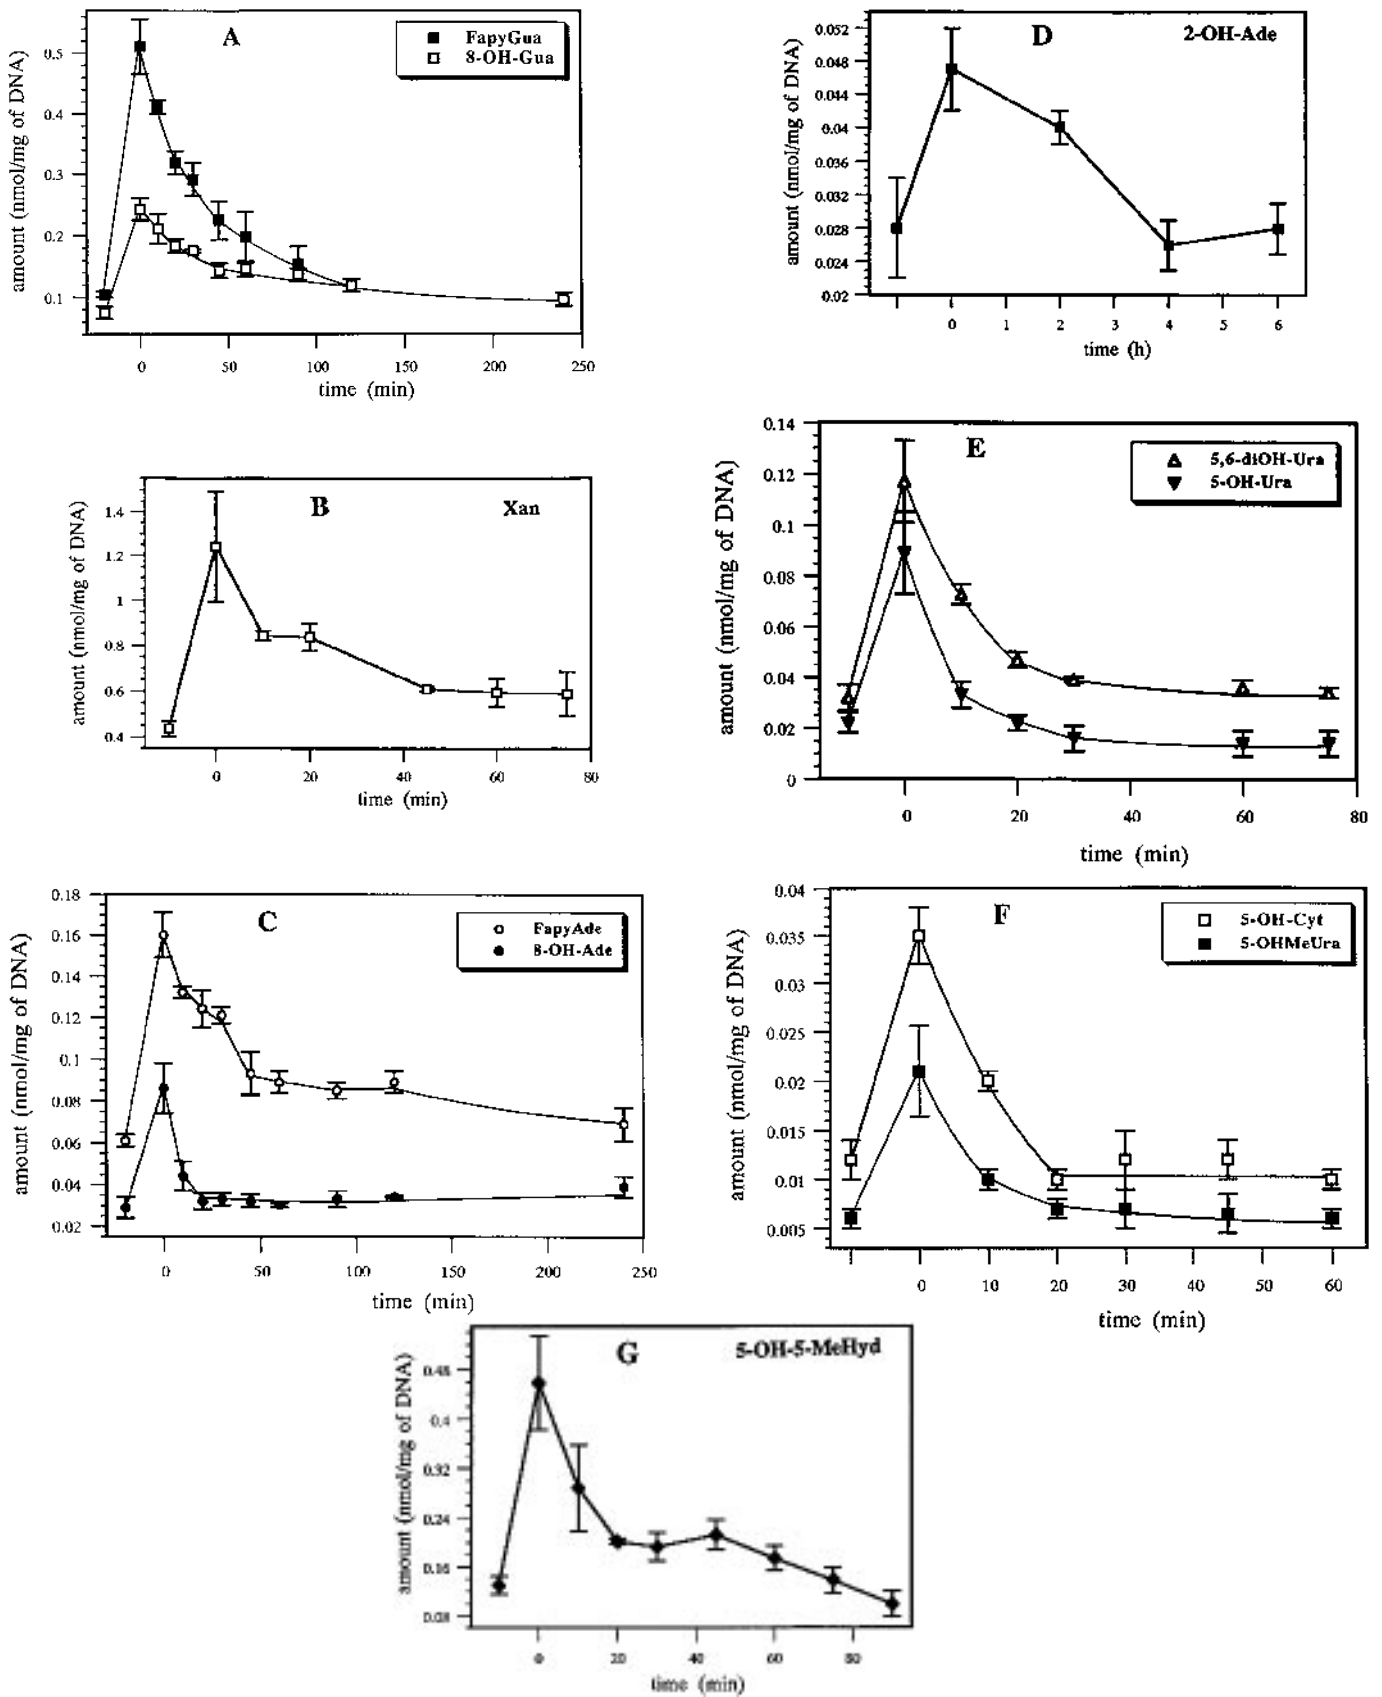 A
FapyGua
8-OH-Gua
amount (nmol/mg of DNA)
0.5
0.4
0.3
0.2
0.1
0 50 100 150 200 250
time (min)
D
2-OH-Ade
amount (nmol/mg of DNA)
0.052
0.048
0.044
0.04
0.036
0.032
0.028
0.024
0.02
0 1 2 3 4 5 6
time (h)
B
Xan
amount (nmol/mg of DNA)
1.4
1.2
1
0.8
0.6
0.4
0 20 40 60 80
time (min)
E
5,6-diOH-Ura
5-OH-Ura
amount (nmol/mg of DNA)
0.14
0.12
0.1
0.08
0.06
0.04
0.02
0
0 20 40 60 80
time (min)
C
FapyAde
8-OH-Ade
amount (nmol/mg of DNA)
0.18
0.16
0.14
0.12
0.1
0.08
0.06
0.04
0.02
0 50 100 150 200 250
time (min)
F
5-OH-Cyt
5-OHMeUra
amount (nmol/mg of DNA)
0.04
0.035
0.03
0.025
0.02
0.015
0.01
0.005
0 10 20 30 40 50 60
time (min)
G
5-OH-5-MeHyd
amount (nmol/mg of DNA)
0.48
0.4
0.32
0.24
0.16
0.08
0 20 40 60 80
time (min)